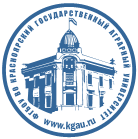 ФГБОУ ВО КРАСНОЯРСКИЙ ГОСУДАРСТВЕННЫЙ АГРАРНЫЙ УНИВЕРСИТЕТ
www.kgau.ru